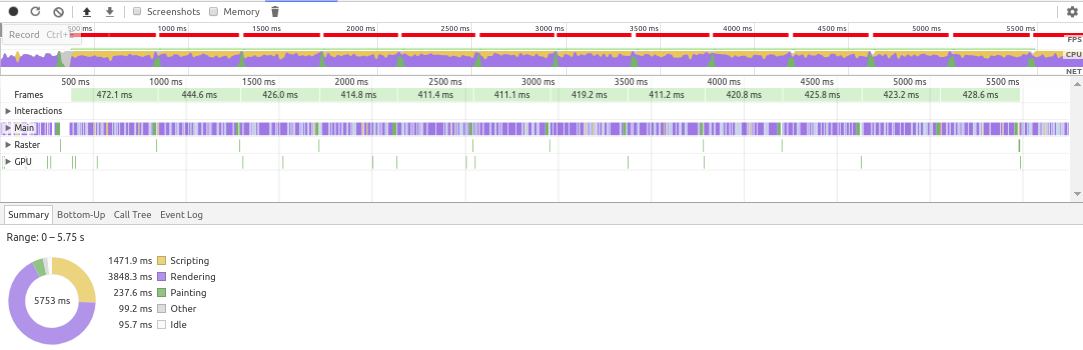 Screenshots Memory
500 ms 1000 ms 1500 ms 2000 ms 2500 ms 3000 ms 3500 ms 4000 ms 4500 ms 5000 ms 5500 ms
Record Ctrl+
FPS
CPU
NET
500 ms 1000 ms 1500 ms 2000 ms 2500 ms 3000 ms 3500 ms 4000 ms 4500 ms 5000 ms 5500 ms
Frames 472.1 ms 444.6 ms 426.0 ms 414.8 ms 411.4 ms 411.1 ms 419.2 ms 411.2 ms 420.8 ms 425.8 ms 423.2 ms 428.6 ms
Interactions
Main
Raster
GPU
Summary Bottom-Up Call Tree Event Log
Range: 0 – 5.75 s
1471.9 ms Scripting
3848.3 ms Rendering
5753 ms
237.6 ms Painting
99.2 ms Other
95.7 ms Idle